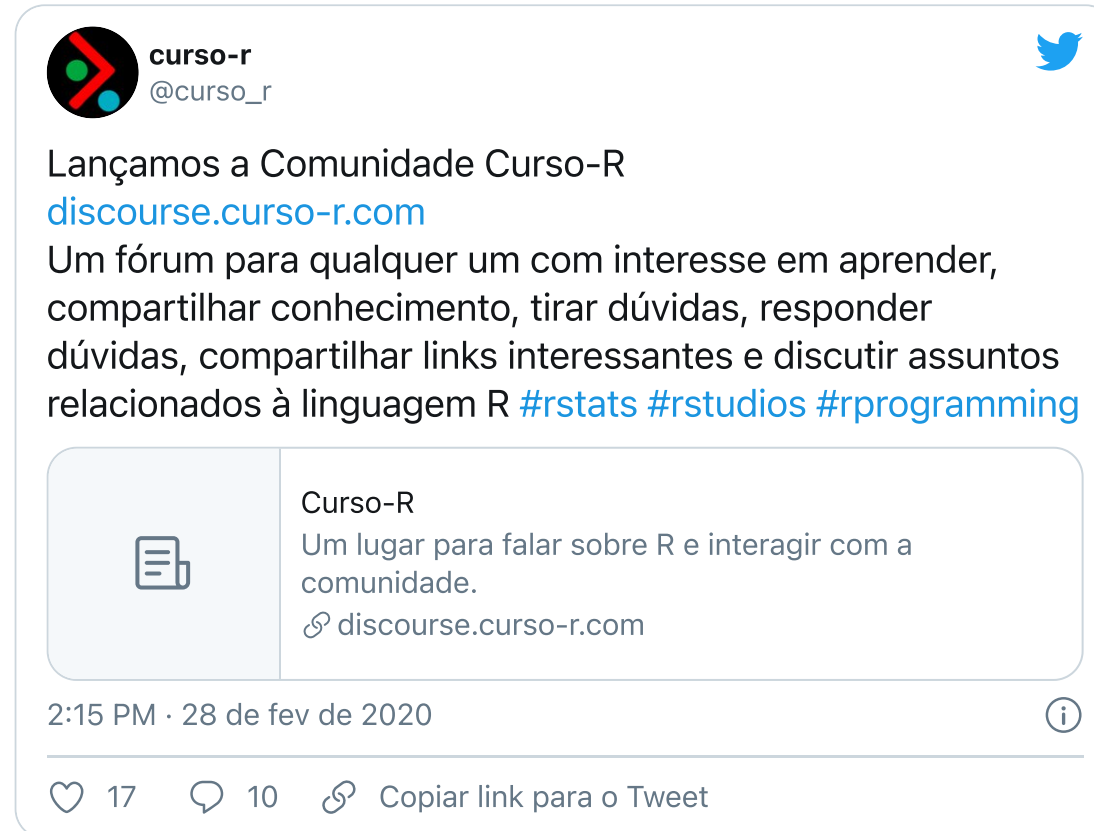 curso-r
@curso_r
Lançamos a Comunidade Curso-R
discourse.curso-r.com
Um fórum para qualquer um com interesse em aprender,
compartilhar conhecimento, tirar dúvidas, responder
dúvidas, compartilhar links interessantes e discutir assuntos
relacionados à linguagem R #rstats #rstudios #rprogramming
Curso-R
Um lugar para falar sobre R e interagir com a
comunidade.
discourse.curso-r.com
2:15 PM · 28 de fev de 2020
17 10 Copiar link para o Tweet